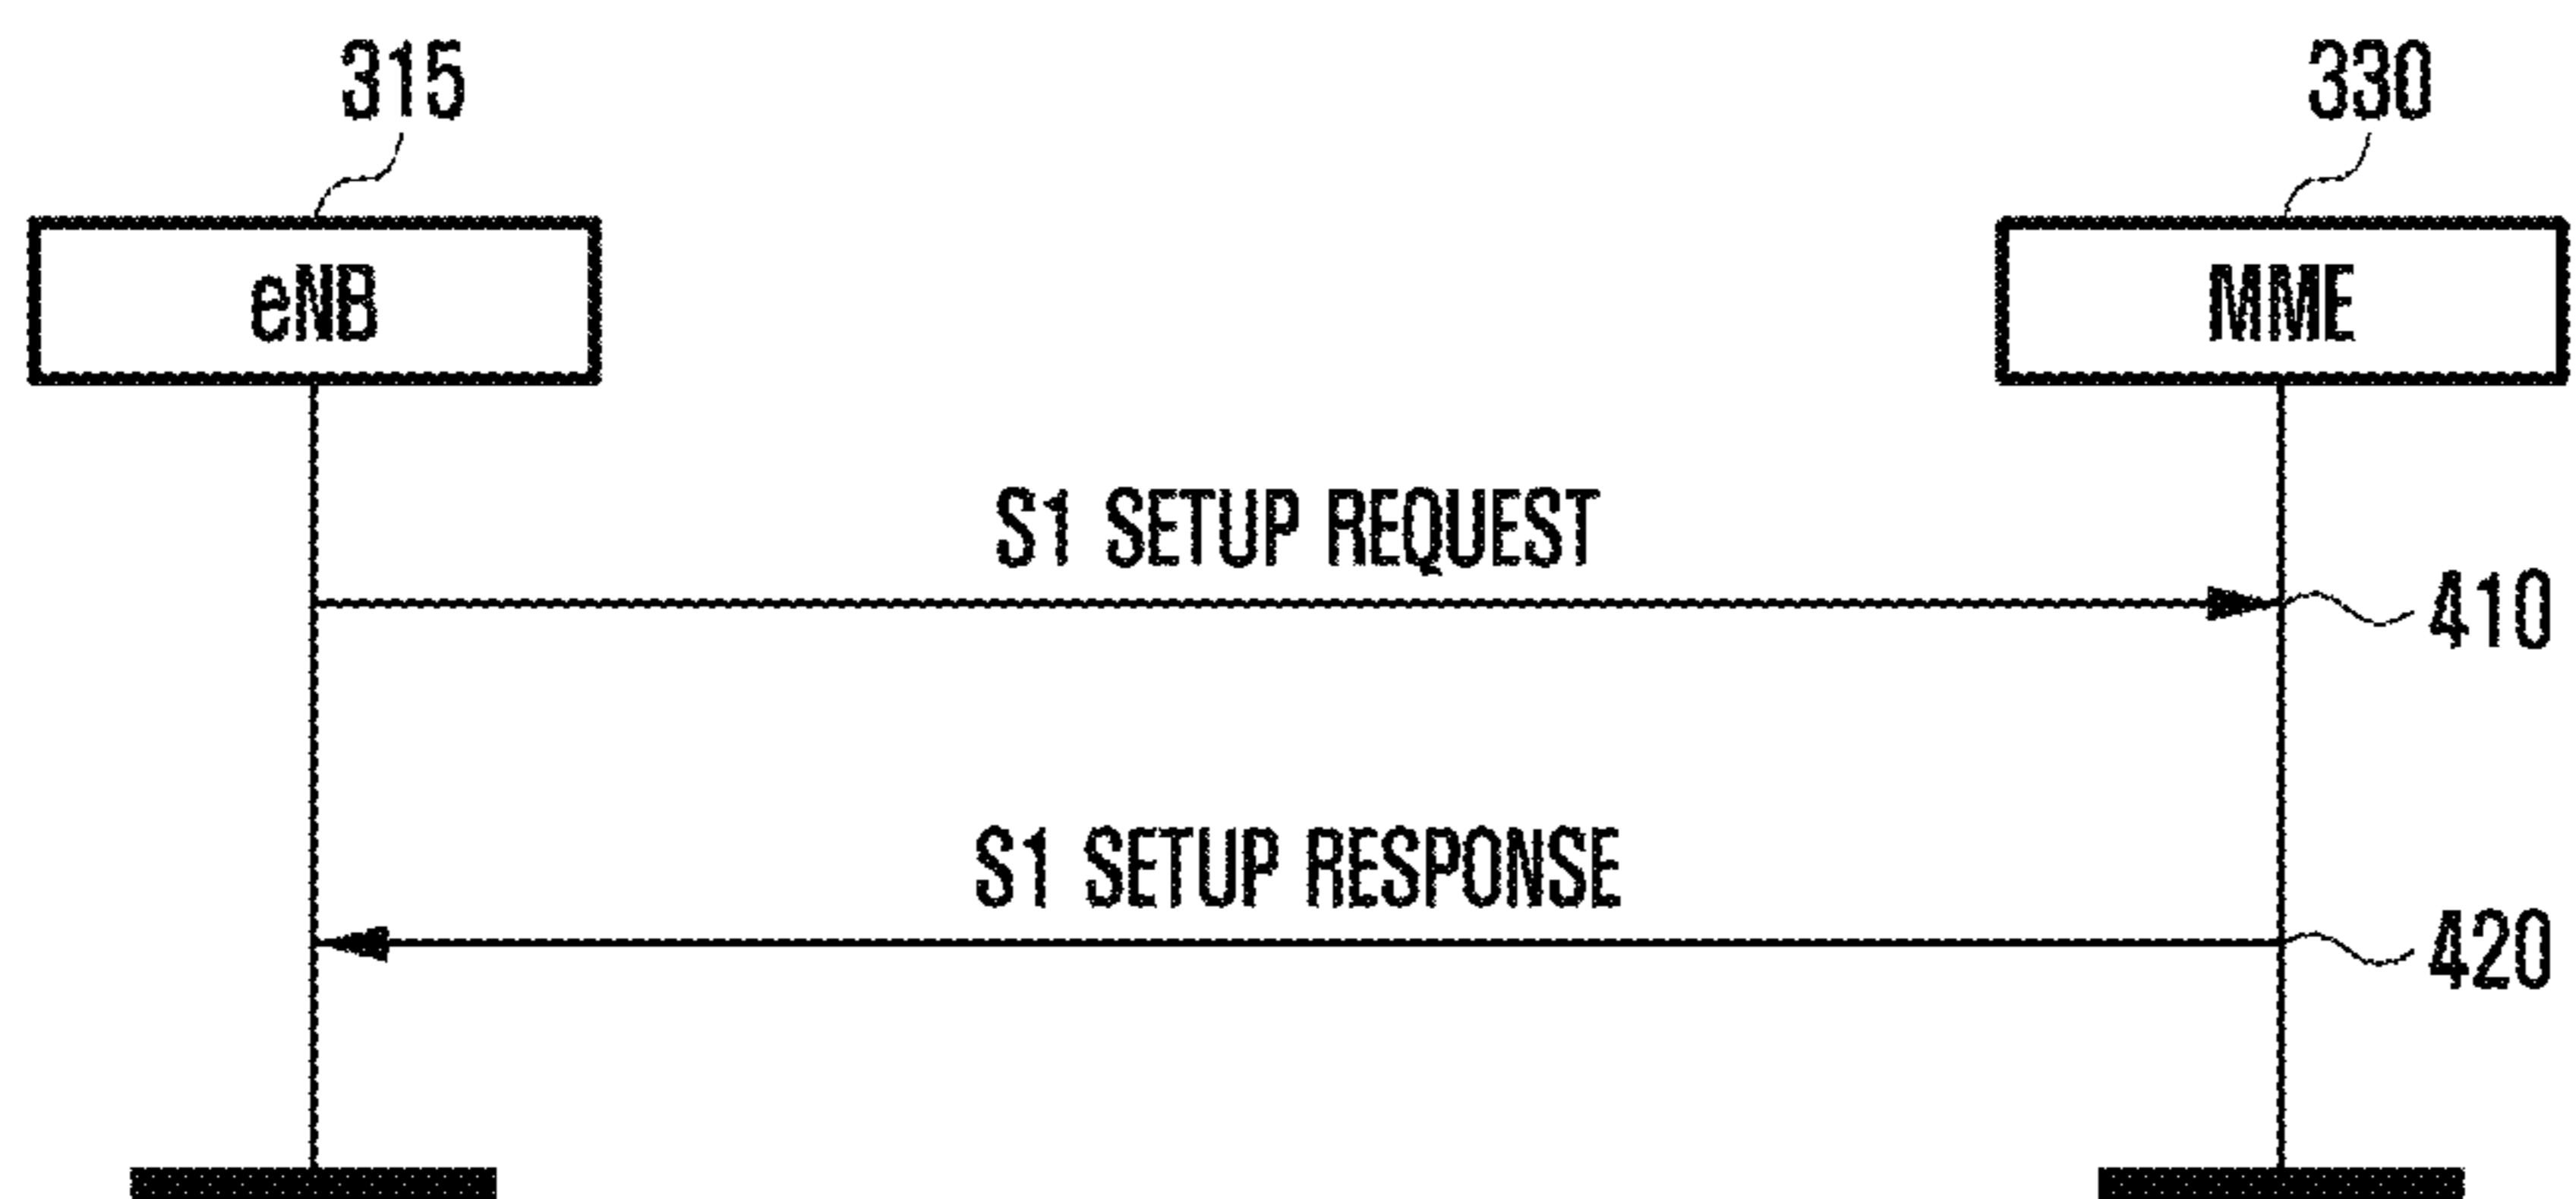 315
330
eNB
MME
S1 SETUP REQUEST
410
S1 SETUP RESPONSE
420